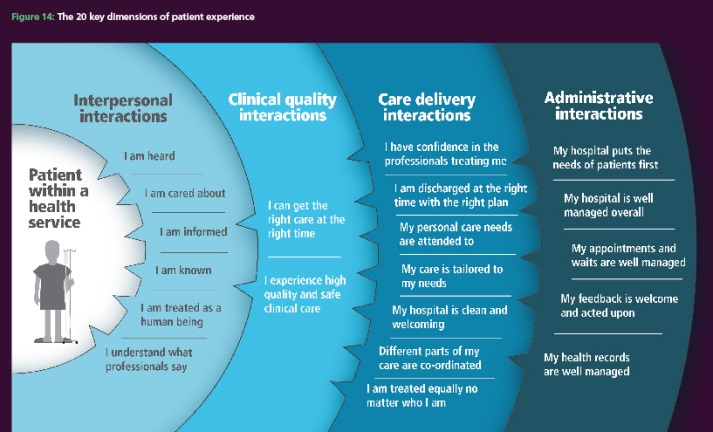 Figure 14: The 20 key dimensions of patient experience
Patient
within a
health
service
Interpersonal
interactions
I am heard
I am cared about
I am informed
I am known
I am treated as a
human being
I understand what
professionals say
Clinical quality
interactions
I can get the
right care at the
right time
I experience high
quality and safe
clinical care
Care delivery
interactions
I have confidence in the
professionals treating me
I am discharged at the right
time with the right plan
My personal care needs
are attended to
My care is tailored to
my needs
My hospital is clean and
welcoming
Different parts of my
care are co-ordinated
I am treated equally no
matter who I am
Administrative
interactions
My hospital puts the
needs of patients first
My hospital is well
managed overall
My appointments and
waits are well managed
My feedback is welcome
and acted upon
My health records
are well managed